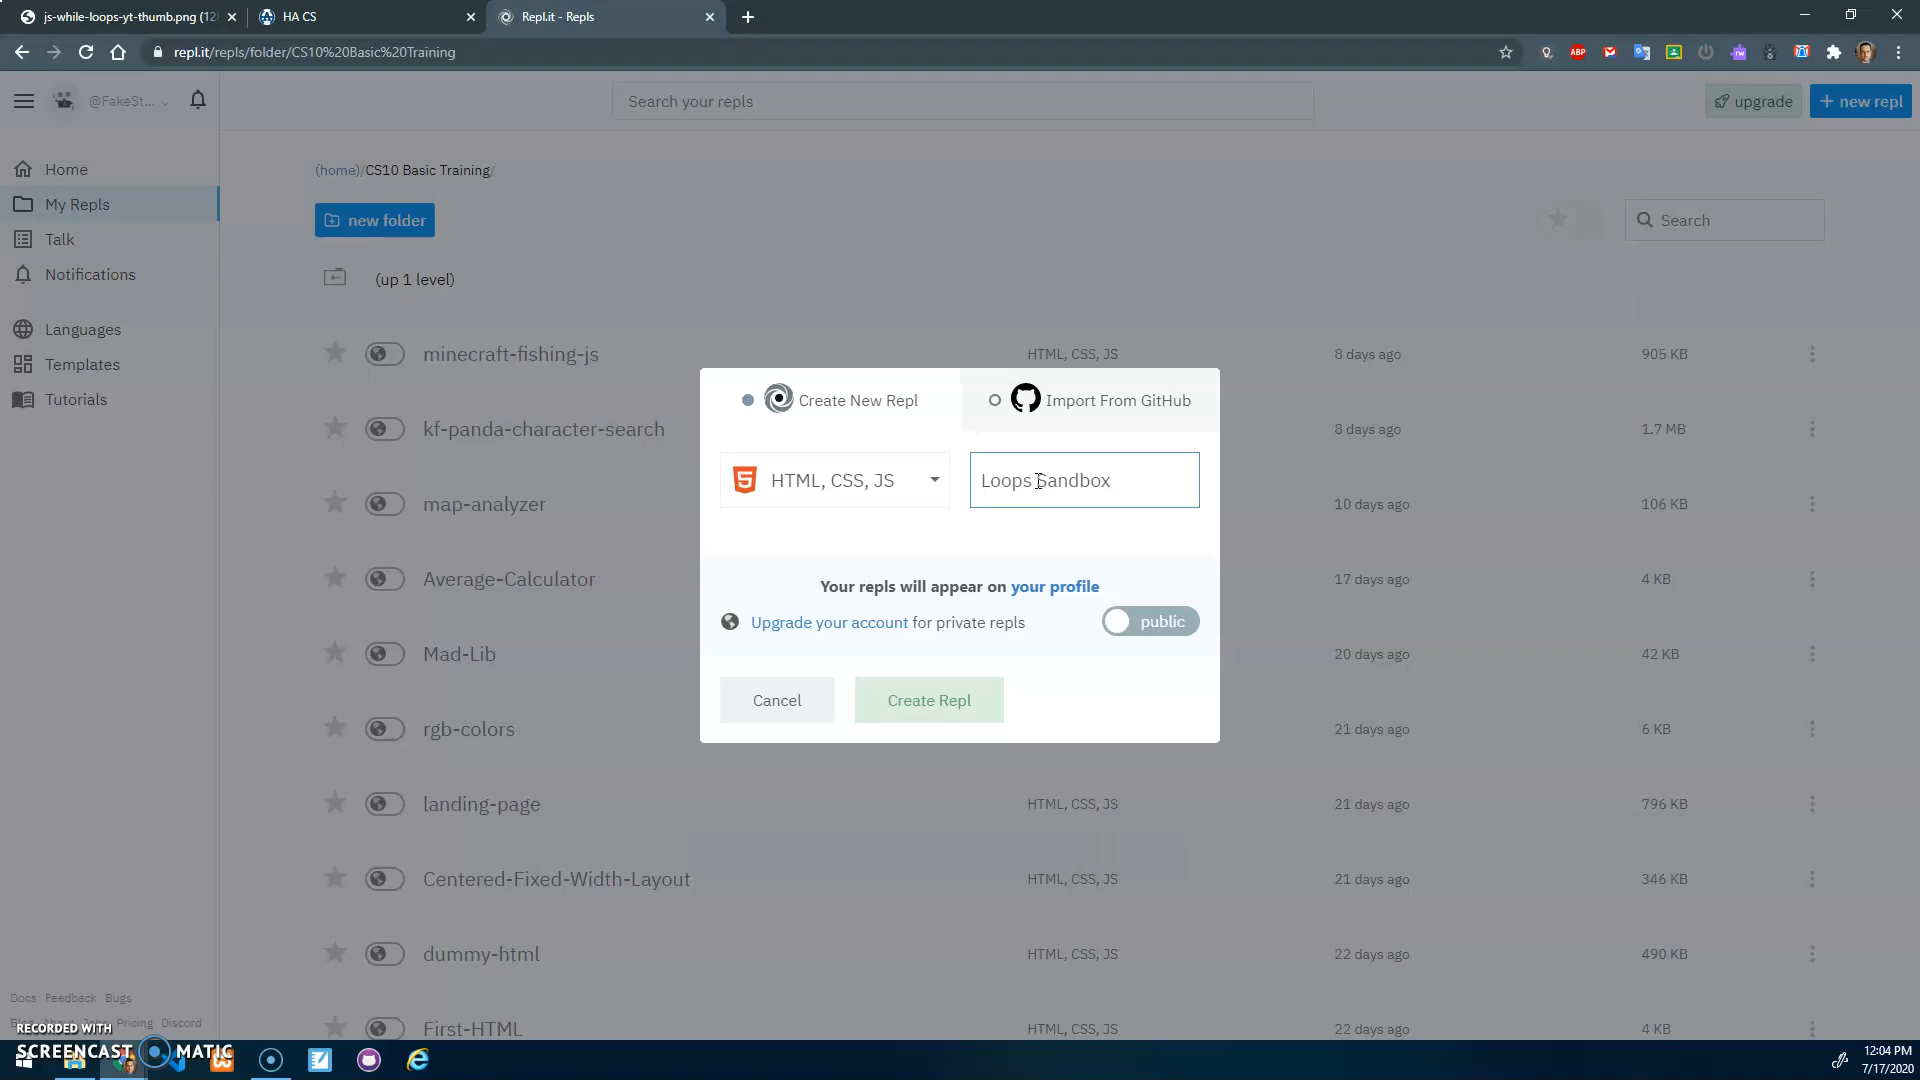 js-while-loops-yt-thumb.png (12
HA CS
Repl.it - Repls
repl.it/repls/folder/CS10%20Basic%20Training
ABP
@FakeSt...
Search your repls
upgrade
+ new repl
Home
My Repls
Talk
Notifications
Languages
Templates
Tutorials
(home)/CS10 Basic Training/
new folder
Search
(up 1 level)
minecraft-fishing-js HTML, CSS, JS 8 days ago 905 KB
kf-panda-character-search 8 days ago 1.7 MB
map-analyzer 10 days ago 106 KB
Average-Calculator 17 days ago 4 KB
Mad-Lib 20 days ago 42 KB
rgb-colors 21 days ago 6 KB
landing-page HTML, CSS, JS 21 days ago 796 KB
Centered-Fixed-Width-Layout HTML, CSS, JS 21 days ago 346 KB
dummy-html HTML, CSS, JS 22 days ago 490 KB
First-HTML HTML, CSS, JS 22 days ago 4 KB
Create New Repl
Import From GitHub
HTML, CSS, JS
Loops Sandbox
Your repls will appear on your profile
Upgrade your account for private repls
public
Cancel
Create Repl
Docs Feedback Bugs
Pricing Discord
RECORDED WITH
SCREENCAST MATIC
12:04 PM
7/17/2020